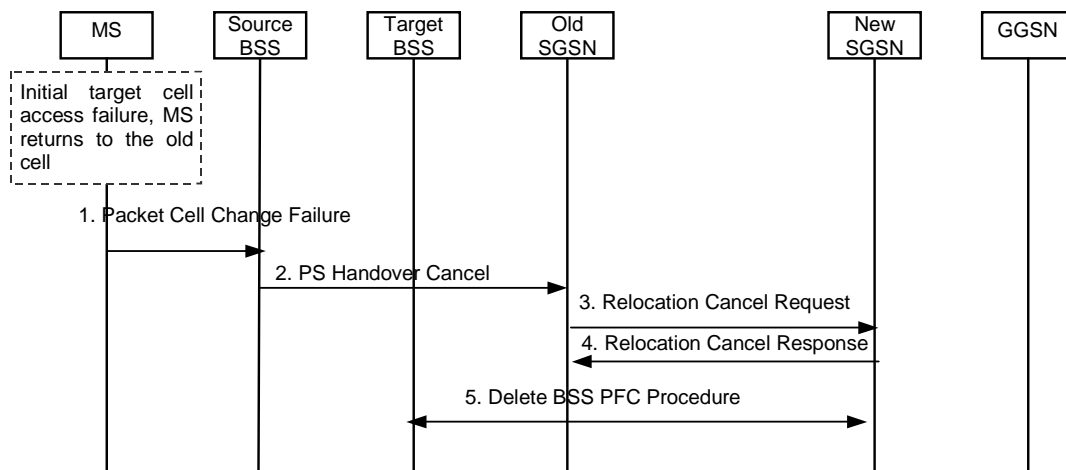 MS
Source
BSS
Target
BSS
Old
SGSN
New
SGSN
GGSN
Initial target cell
access failure, MS
returns to the old
cell
1. Packet Cell Change Failure
2. PS Handover Cancel
3. Relocation Cancel Request
4. Relocation Cancel Response
5. Delete BSS PFC Procedure